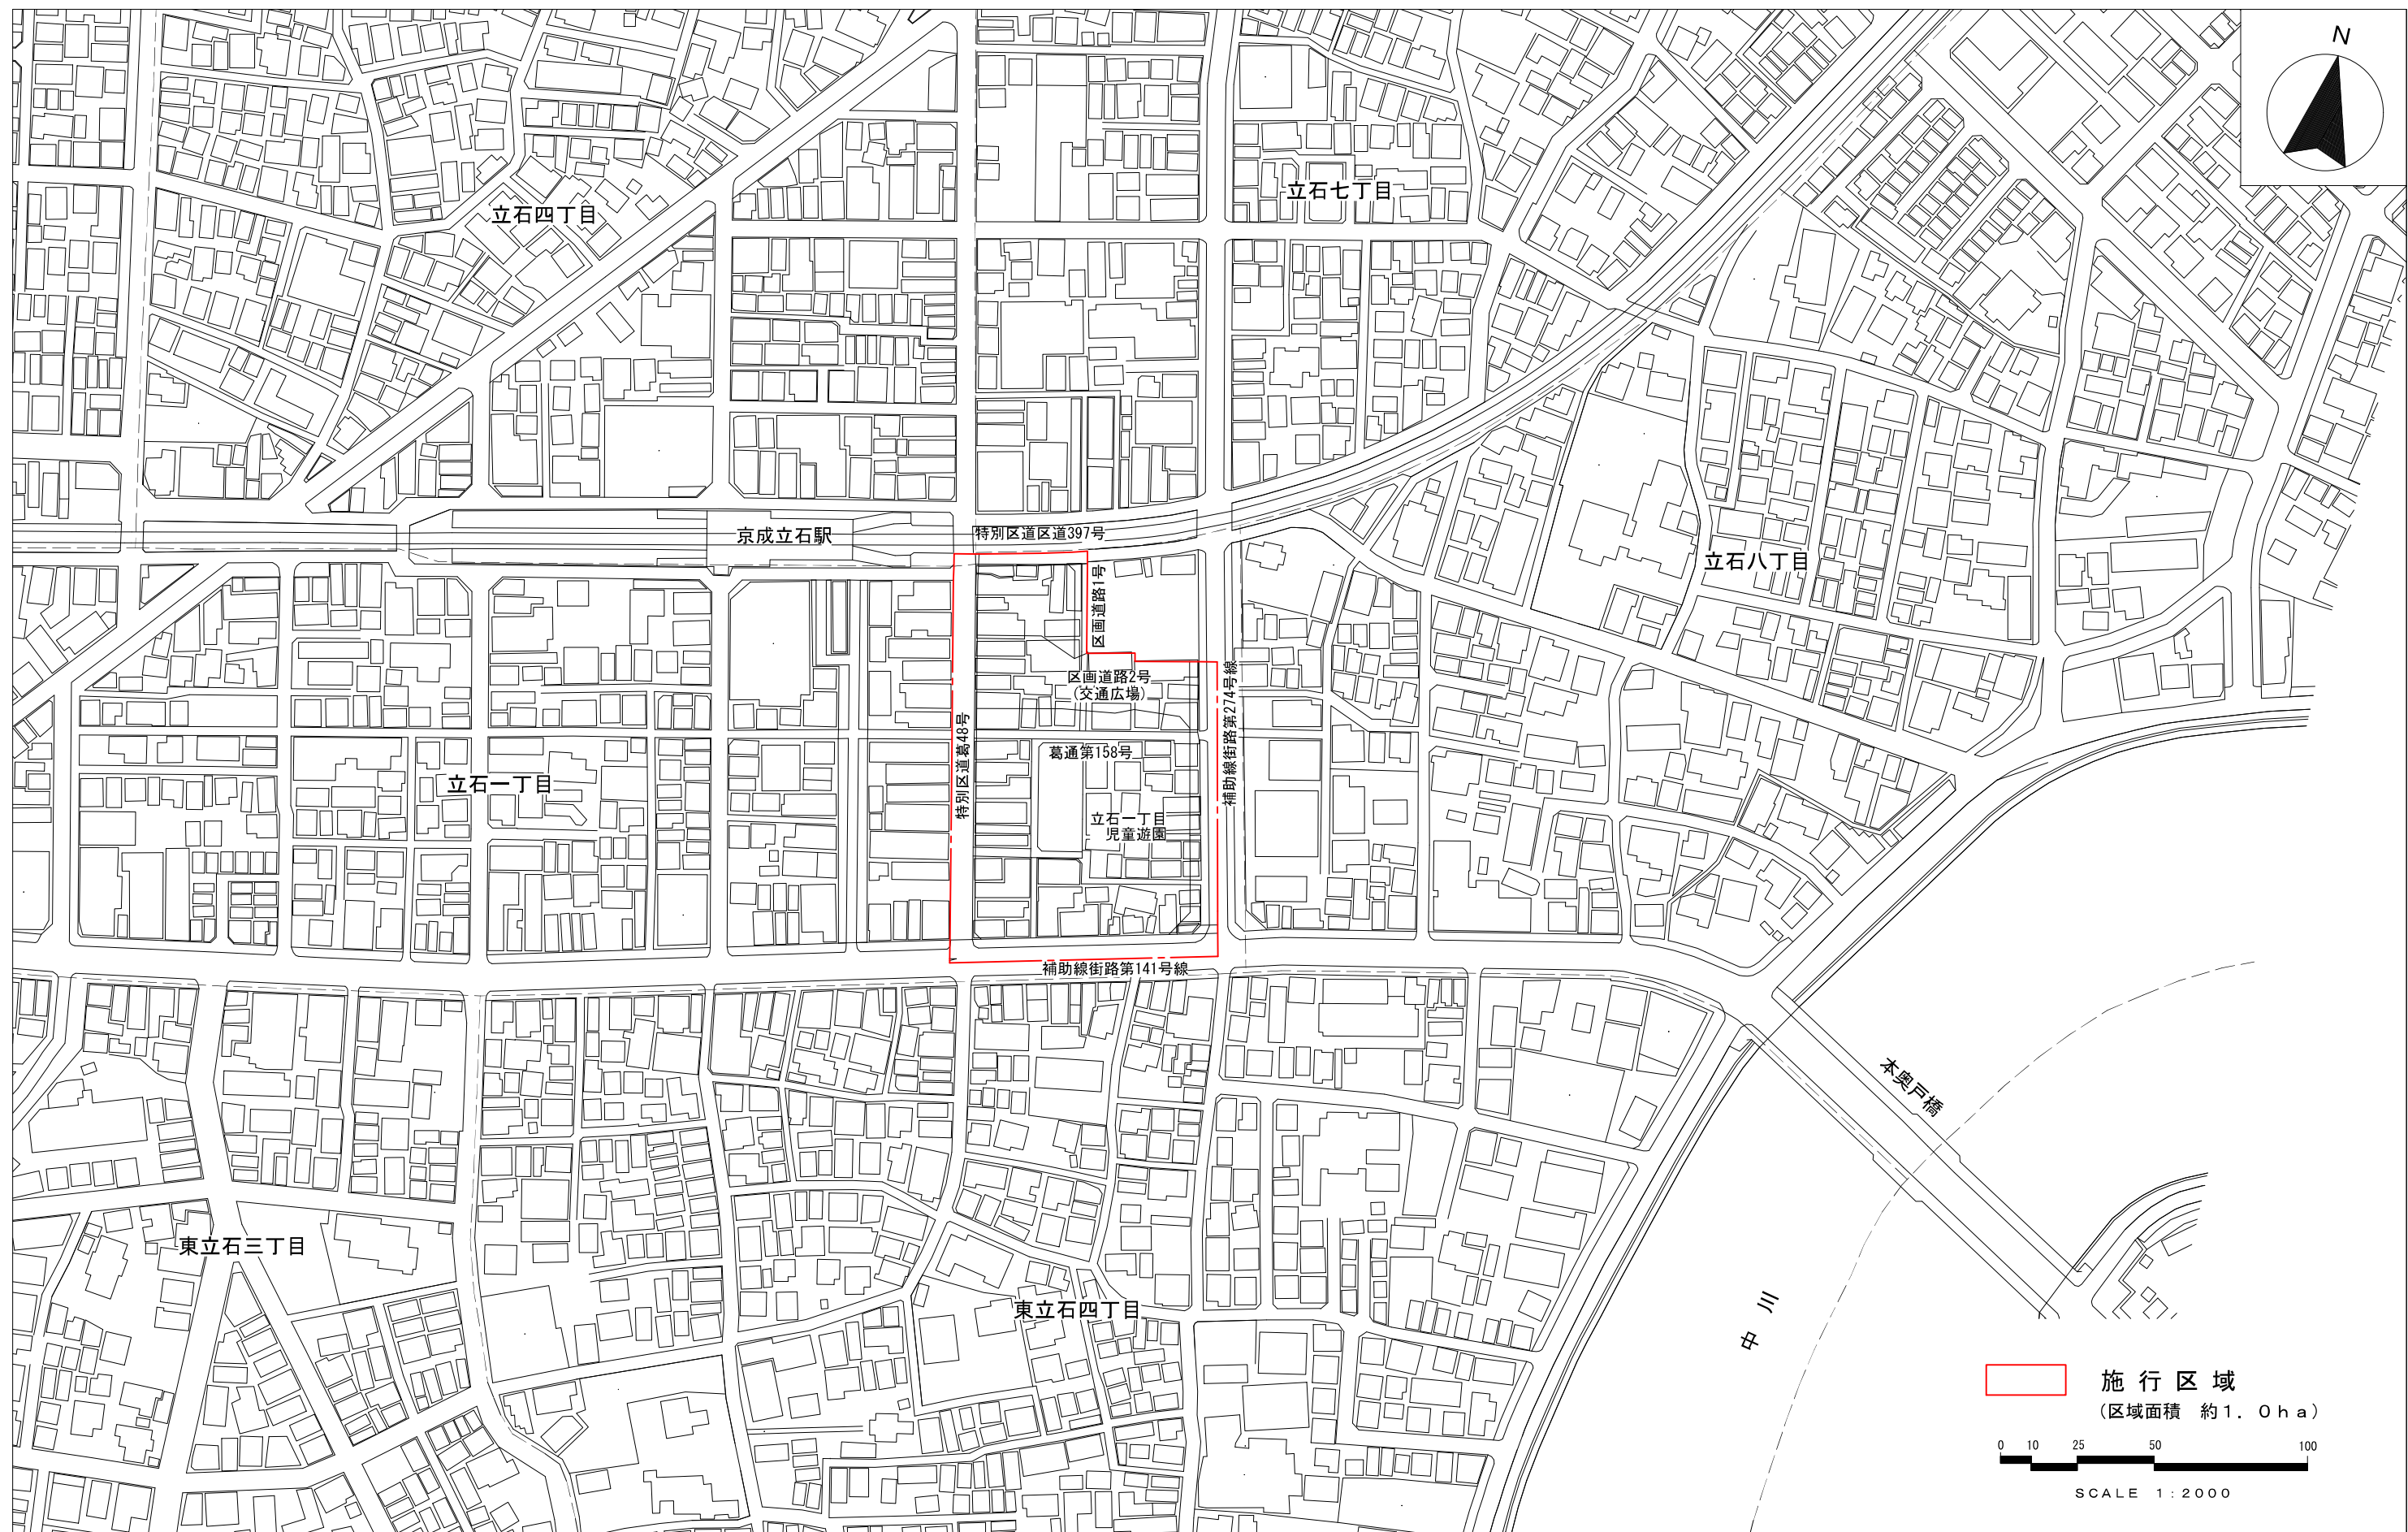 N
立石七丁目
立石四丁目
特別区道区道397号
京成立石駅
立石八丁目
区画道路1号
区画道路2号
(交通広場)
補助線街路第274号線
特別区道葛48号
葛通第158号
立石一丁目
立石一丁目
児童遊園
補助線街路第141号線
本奥戸橋
東立石三丁目
東立石四丁目
中川
施行区域
(区域面積 約1.0ha)
0 10 25 50 100
SCALE 1:2000